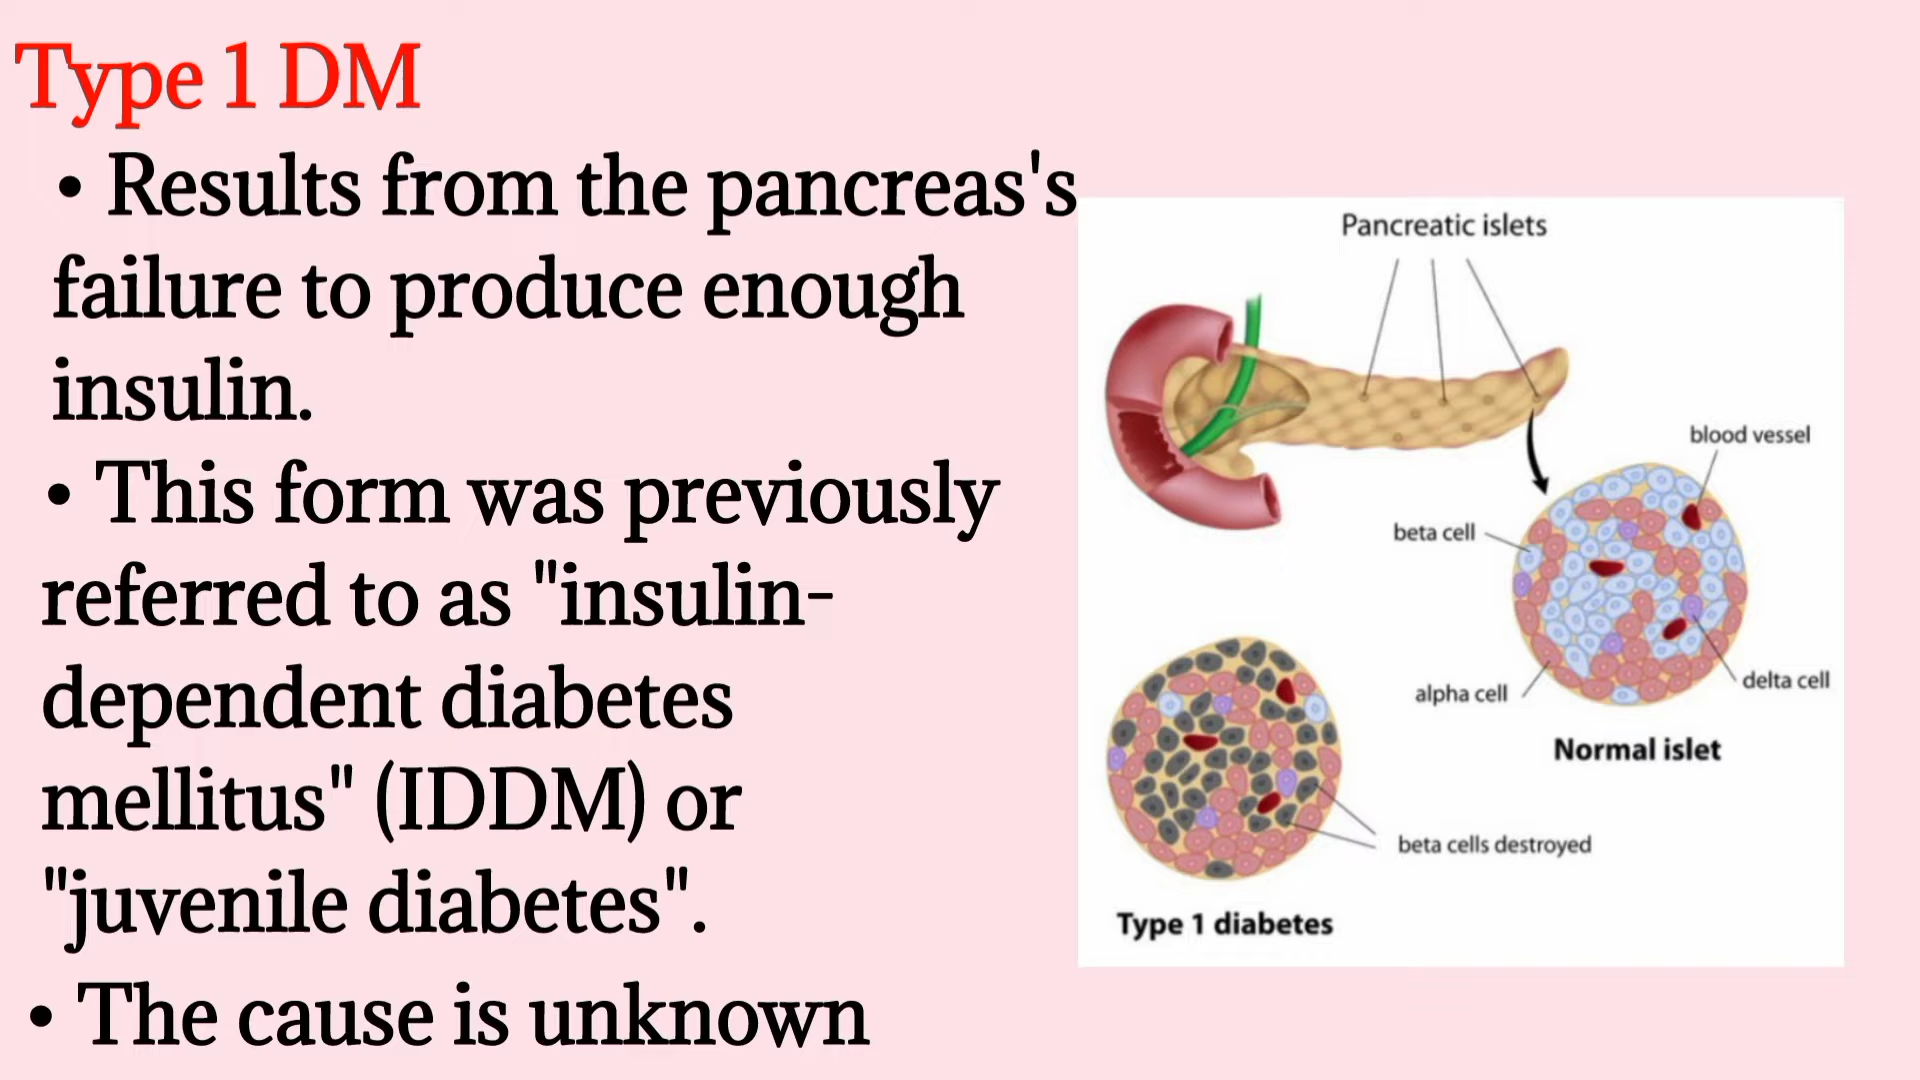 Type 1 DM
• Results from the pancreas's
failure to produce enough
insulin.
• This form was previously
referred to as "insulin-
dependent diabetes
mellitus" (IDDM) or
"juvenile diabetes".
• The cause is unknown
Pancreatic islets
blood vessel
beta cell
alpha cell
delta cell
Normal islet
beta cells destroyed
Type 1 diabetes